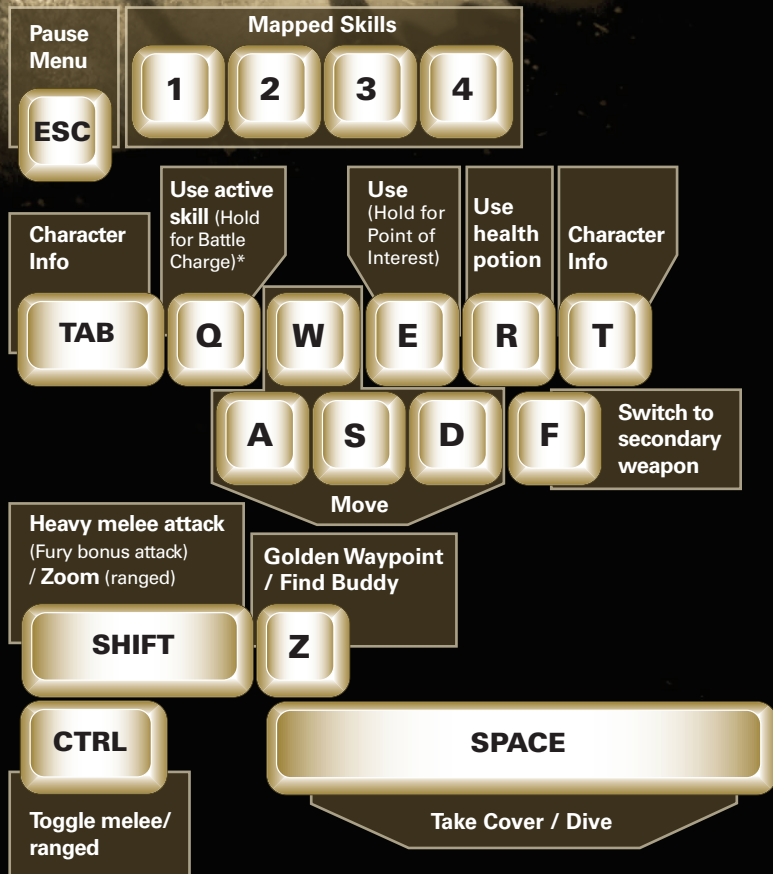 Pause
Menu
ESC
Mapped Skills
1 2 3 4
Character
Info
TAB
Use active
skill (Hold
for Battle
Charge)*
Q
W
Use
(Hold for
Point of
Interest)
E
Use
health
potion
R
Character
Info
T
A S D
Move
F
Switch to
secondary
weapon
Heavy melee attack
(Fury bonus attack)
/ Zoom (ranged)
SHIFT
Golden Waypoint
/ Find Buddy
Z
CTRL
Toggle melee/
ranged
SPACE
Take Cover / Dive